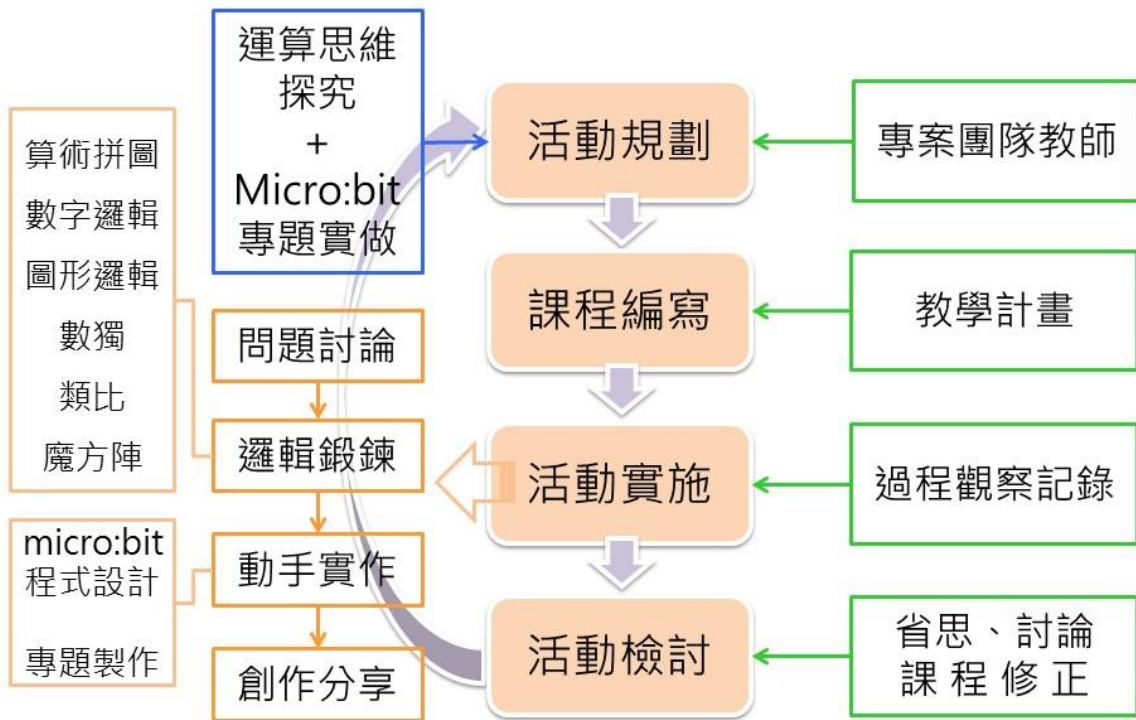 運算思維
探究
+
Micro:bit
專題實做
算術拼圖
數字邏輯
圖形邏輯
數獨
類比
魔方陣
問題討論
邏輯鍛鍊
micro:bit
程式設計
專題製作
動手實作
創作分享
活動規劃
課程編寫
活動實施
活動檢討
專案團隊教師
教學計畫
過程觀察記錄
省思、討論
課 程 修 正